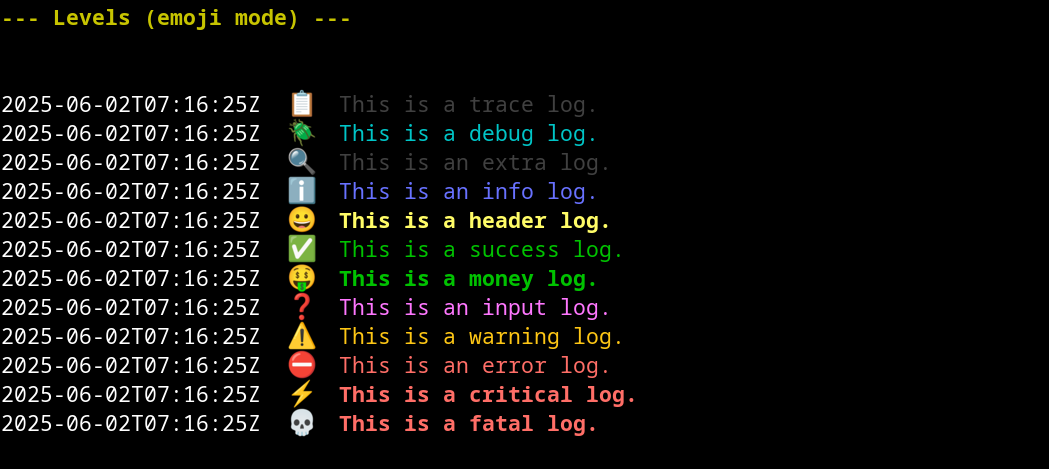 --- Levels (emoji mode) ---
2025-06-02T07:16:25Z 📋 This is a trace log.
2025-06-02T07:16:25Z 🪲 This is a debug log.
2025-06-02T07:16:25Z 🔍 This is an extra log.
2025-06-02T07:16:25Z ℹ️ This is an info log.
2025-06-02T07:16:25Z 😀 This is a header log.
2025-06-02T07:16:25Z ✅ This is a success log.
2025-06-02T07:16:25Z 🤑 This is a money log.
2025-06-02T07:16:25Z ❓ This is an input log.
2025-06-02T07:16:25Z ⚠️ This is a warning log.
2025-06-02T07:16:25Z ⛔ This is an error log.
2025-06-02T07:16:25Z ⚡ This is a critical log.
2025-06-02T07:16:25Z 💀 This is a fatal log.